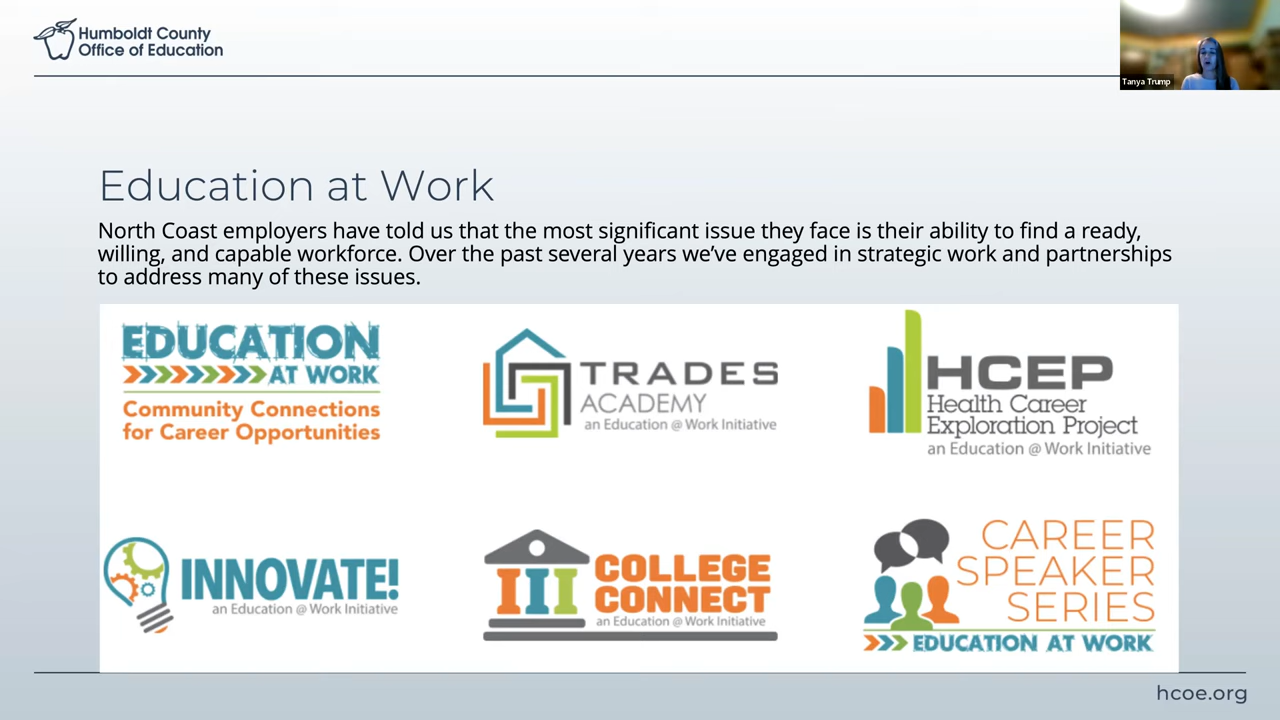 Humboldt County
Office of Education
Tanya Trump
Education at Work
North Coast employers have told us that the most significant issue they face is their ability to find a ready,
willing, and capable workforce. Over the past several years we’ve engaged in strategic work and partnerships
to address many of these issues.
EDUCATION
AT WORK
Community Connections
for Career Opportunities
TRADES
ACADEMY
an Education @ Work Initiative
HCEP
Health Career
Exploration Project
an Education @ Work Initiative
INNOVATE!
an Education @ Work Initiative
COLLEGE
CONNECT
an Education @ Work Initiative
CAREER
SPEAKER
SERIES
EDUCATION AT WORK
hcoe.org